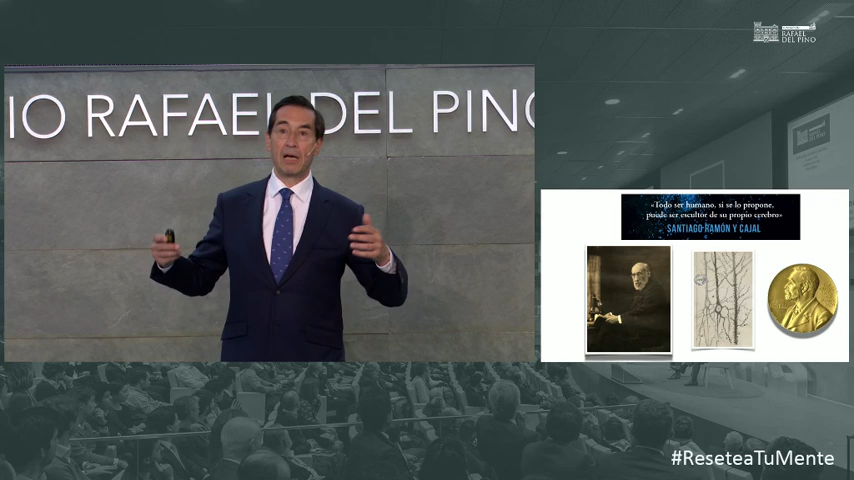 RAFAEL
DEL PINO
IO RAFAEL DEL PINO
«Todo ser humano, si se lo propone,
puede ser escultor de su propio cerebro»
SANTIAGO RAMÓN Y CAJAL
#ReseteaTuMente